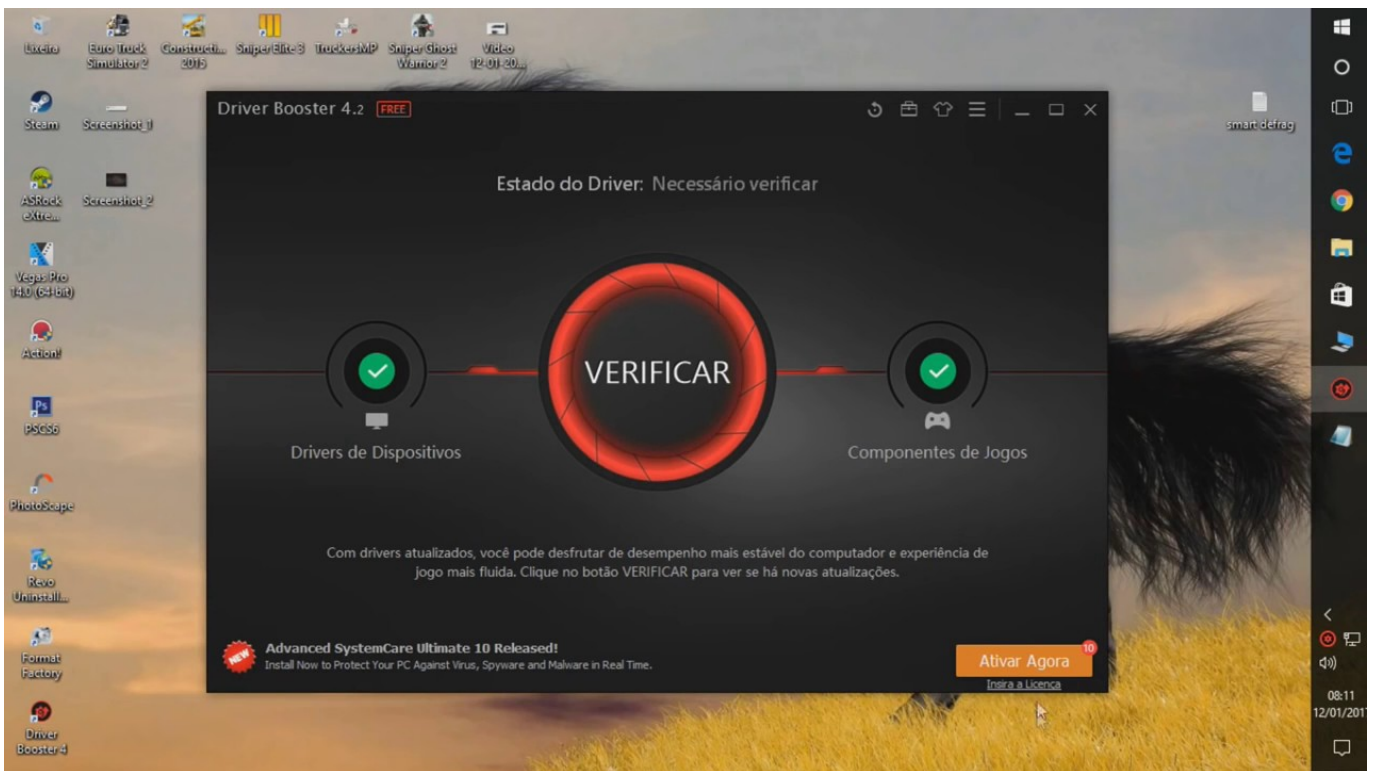 Lixeira
Euro Truck
Simulator 2
Constructi...
2015
Sniper Elite 3
TruckersMP
Sniper Ghost
Warrior 2
Video
12-01-20...
Steam
Screenshot_1
smart defrag
ASRock
eXtre...
Screenshot_2
Vegas Pro
14.0 (64-bit)
Action!
Ps
PSCS6
PhotoScape
Revo
Uninstall...
Format
Factory
Driver
Booster 4
Driver Booster 4.2 FREE
Estado do Driver: Necessário verificar
VERIFICAR
Drivers de Dispositivos
Componentes de Jogos
Com drivers atualizados, você pode desfrutar de desempenho mais estável do computador e experiência de
jogo mais fluida. Clique no botão VERIFICAR para ver se há novas atualizações.
NEW
Advanced SystemCare Ultimate 10 Released!
Install Now to Protect Your PC Against Virus, Spyware and Malware in Real Time.
Ativar Agora
10
Insira a Licença
08:11
12/01/201